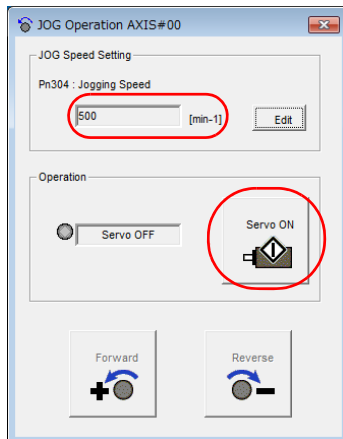 JOG Operation AXIS#00
JOG Speed Setting
Pn304 : Jogging Speed
500 [min-1] Edit
Operation
Servo OFF
Servo ON
Forward
Reverse